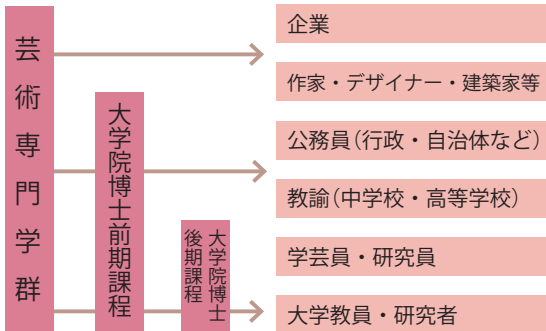 芸術専門学群
大学院博士前期課程
大学院博士
後期課程
企業
作家・デザイナー・建築家等
公務員(行政・自治体など)
教諭(中学校・高等学校)
学芸員・研究員
大学教員・研究者